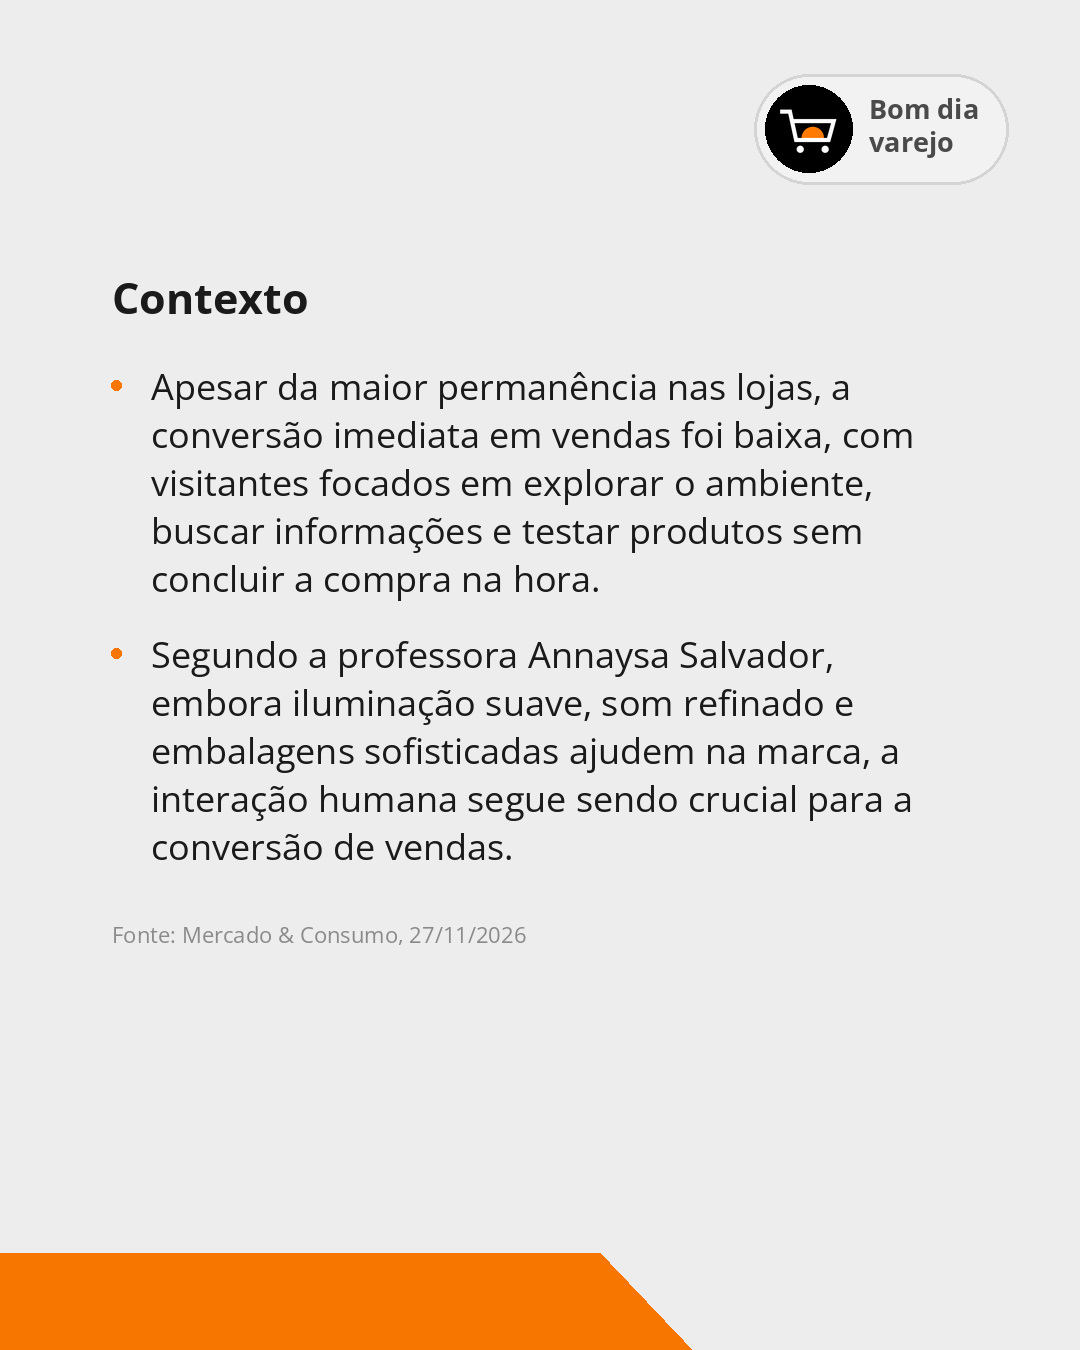 Bom dia
varejo
Contexto
• Apesar da maior permanência nas lojas, a
conversão imediata em vendas foi baixa, com
visitantes focados em explorar o ambiente,
buscar informações e testar produtos sem
concluir a compra na hora.
• Segundo a professora Annaysa Salvador,
embora iluminação suave, som refinado e
embalagens sofisticadas ajudem na marca, a
interação humana segue sendo crucial para a
conversão de vendas.
Fonte: Mercado & Consumo, 27/11/2026